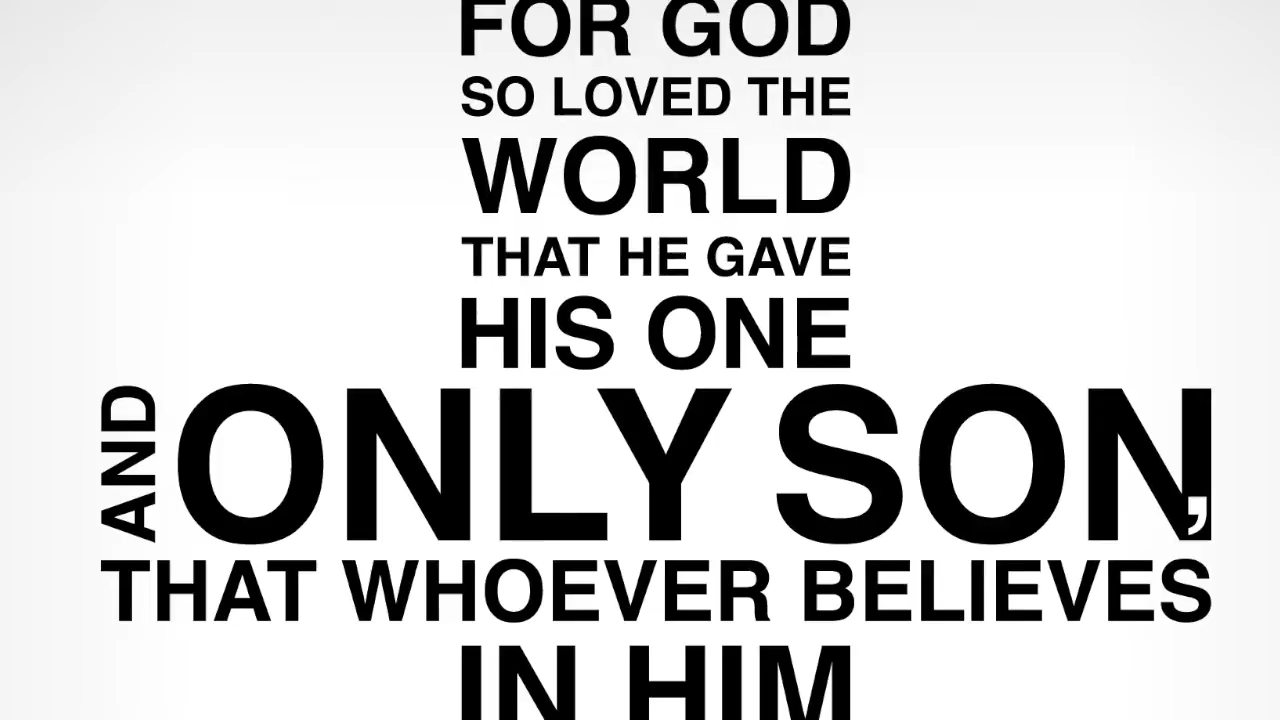 FOR GOD
SO LOVED THE
WORLD
THAT HE GAVE
HIS ONE
AND ONLY SON,
THAT WHOEVER BELIEVES
IN HIM